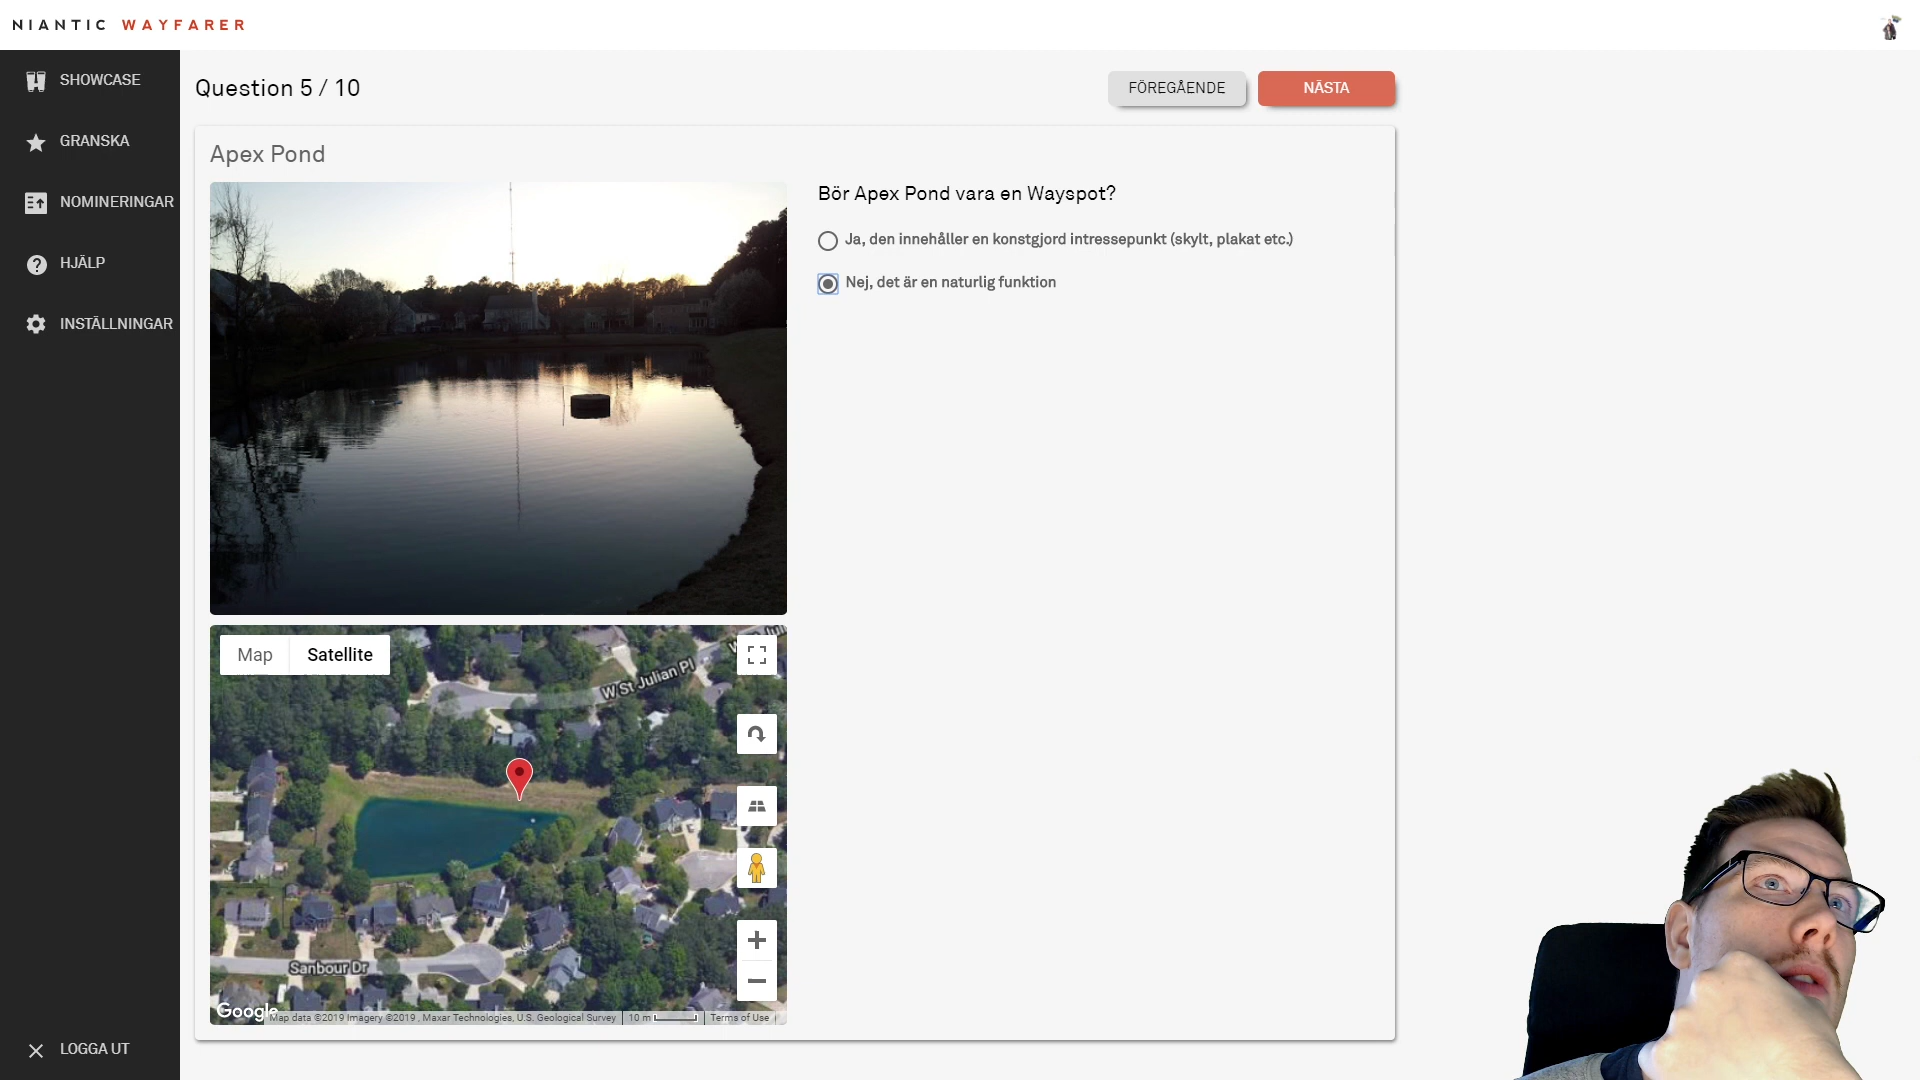 NIANTIC WAYFARER
SHOWCASE
GRANSKA
NOMINERINGAR
HJÄLP
INSTÄLLNINGAR
LOGGA UT
Question 5 / 10
FÖREGÅENDE
NÄSTA
Apex Pond
Bör Apex Pond vara en Wayspot?
Ja, den innehåller en konstgjord intressepunkt (skylt, plakat etc.)
Nej, det är en naturlig funktion
Map
Satellite
W St Julian Pl
Sanbour Dr
Google
Map data ©2019 Imagery ©2019 , Maxar Technologies, U.S. Geological Survey
10 m
Terms of Use